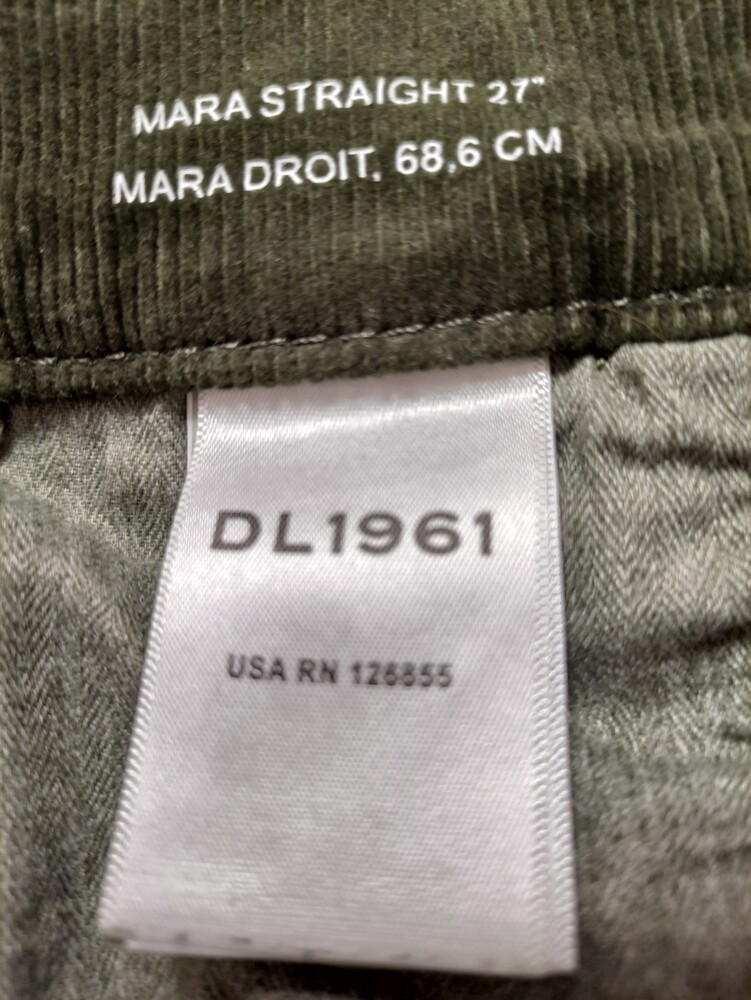 MARA STRAIGHT 27"
MARA DROIT, 68,6 CM
DL1961
USA RN 126855